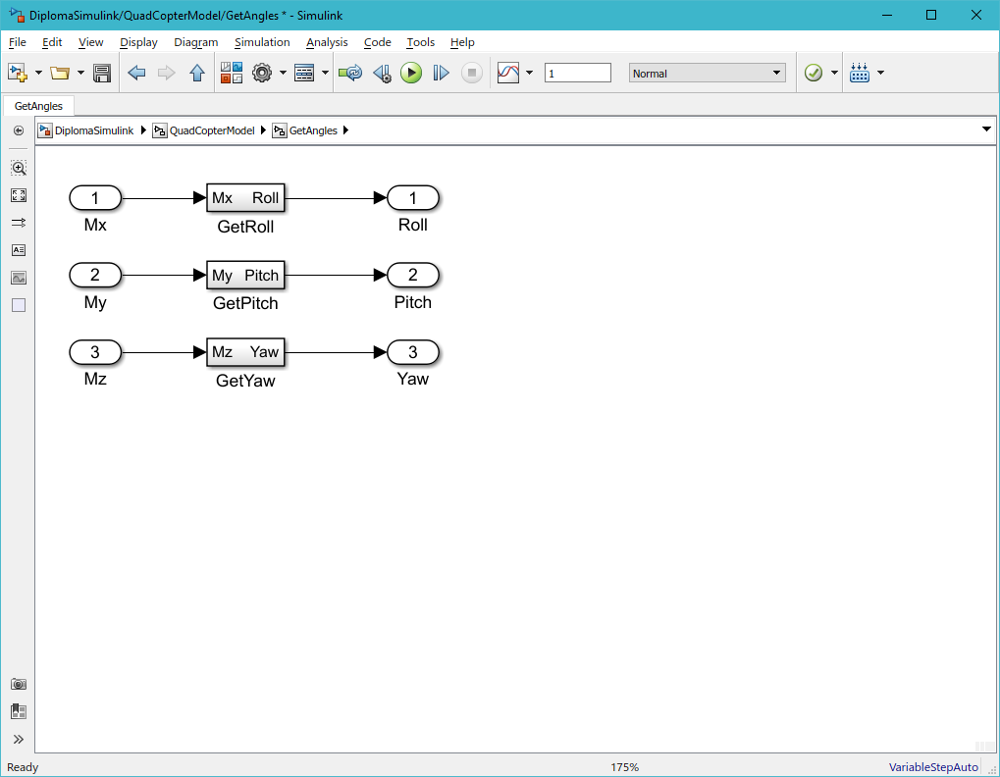 DiplomaSimulink/QuadCopterModel/GetAngles * - Simulink
File Edit View Display Diagram Simulation Analysis Code Tools Help
1 Normal
GetAngles
DiplomaSimulink QuadCopterModel GetAngles
1 Mx Roll 1
Mx GetRoll Roll
2 My Pitch 2
My GetPitch Pitch
3 Mz Yaw 3
Mz GetYaw Yaw
Ready 175% VariableStepAuto